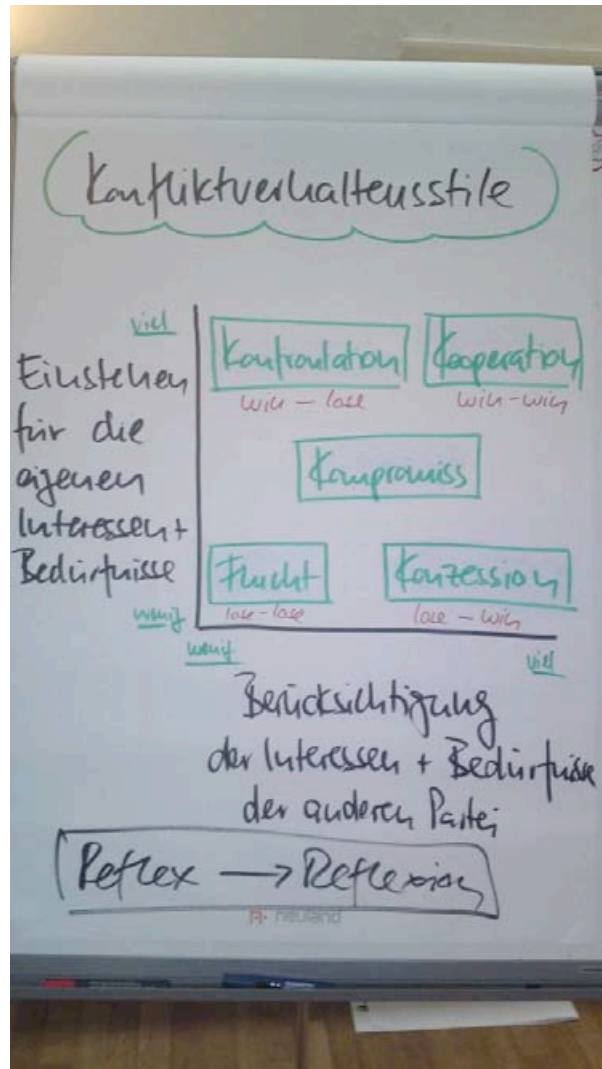 Konfliktverhaltensstile
viel
Einstehen
für die
eigenen
Interessen +
Bedürfnisse
wenig
Konfrontation
win – lose
Kooperation
win-win
Kompromiss
Flucht
lose-lose
Konzession
lose – win
wenig
viel
Berücksichtigung
der Interessen + Bedürfnisse
der anderen Partei
Reflex → Reflexion
neuland